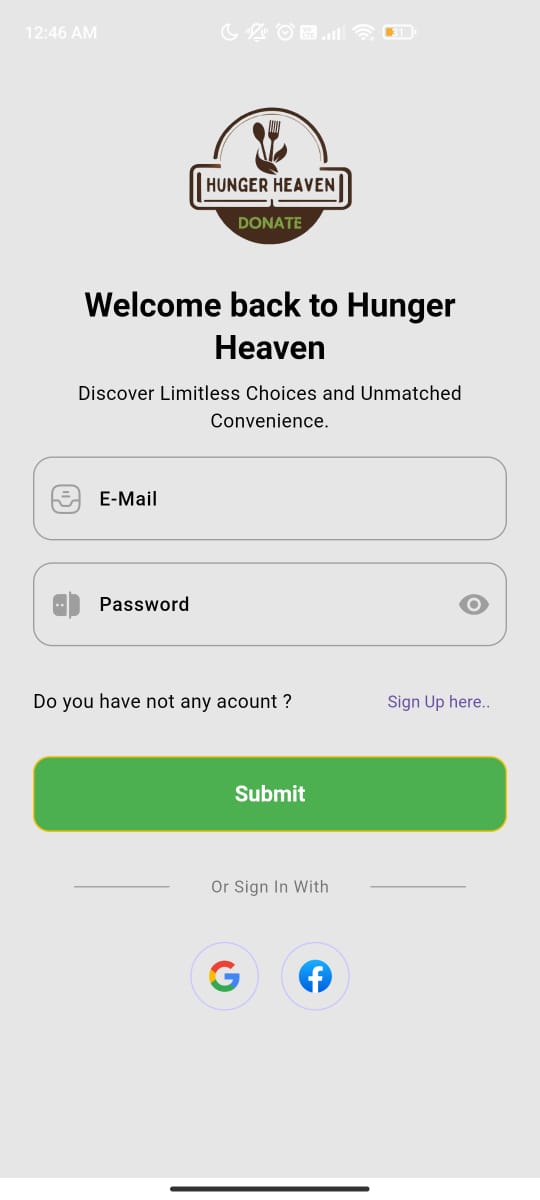 12:46 AM
31
HUNGER HEAVEN
DONATE
Welcome back to Hunger
Heaven
Discover Limitless Choices and Unmatched
Convenience.
E-Mail
Password
Do you have not any acount ?
Sign Up here..
Submit
Or Sign In With